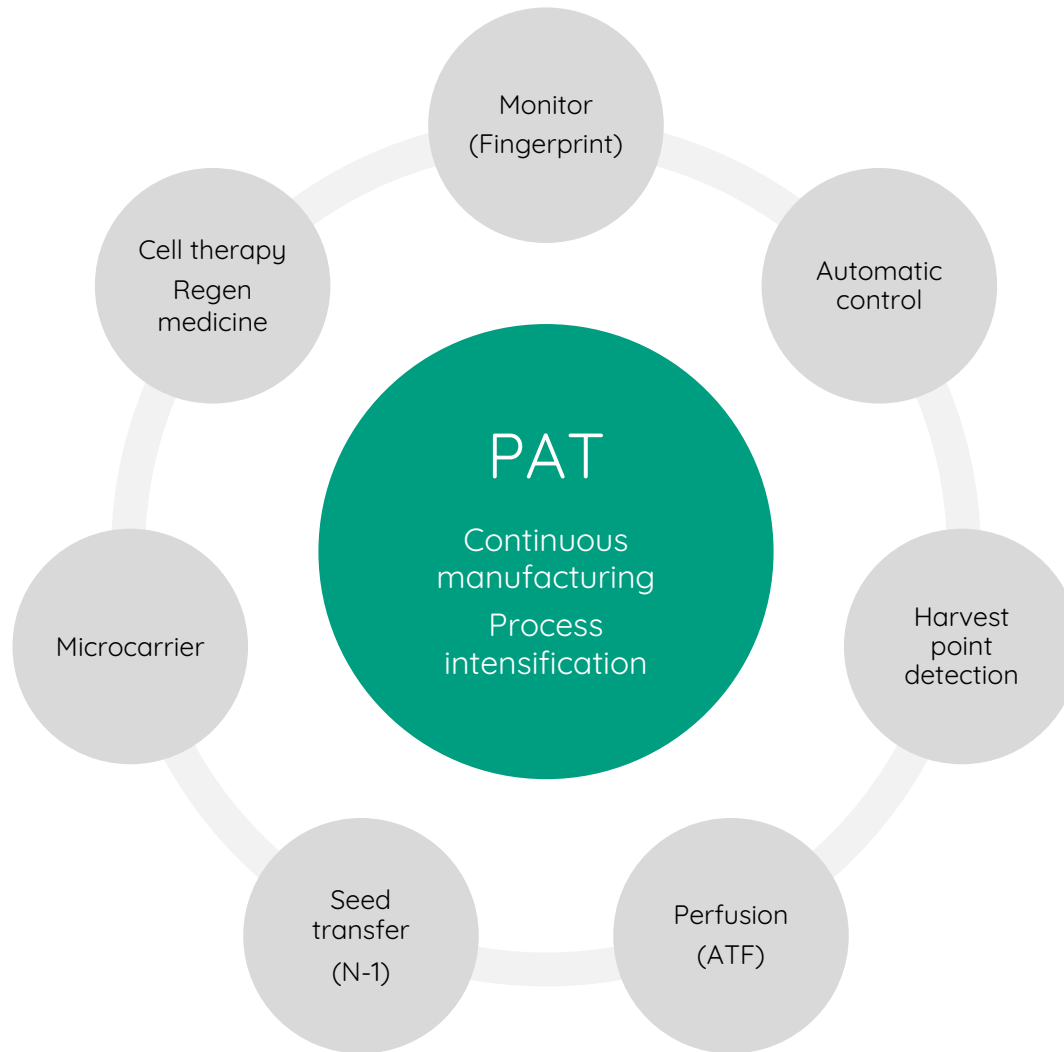 Monitor
(Fingerprint)
Automatic
control
Harvest
point
detection
Perfusion
(ATF)
Seed
transfer
(N-1)
Microcarrier
Cell therapy
Regen
medicine
PAT
Continuous
manufacturing
Process
intensification